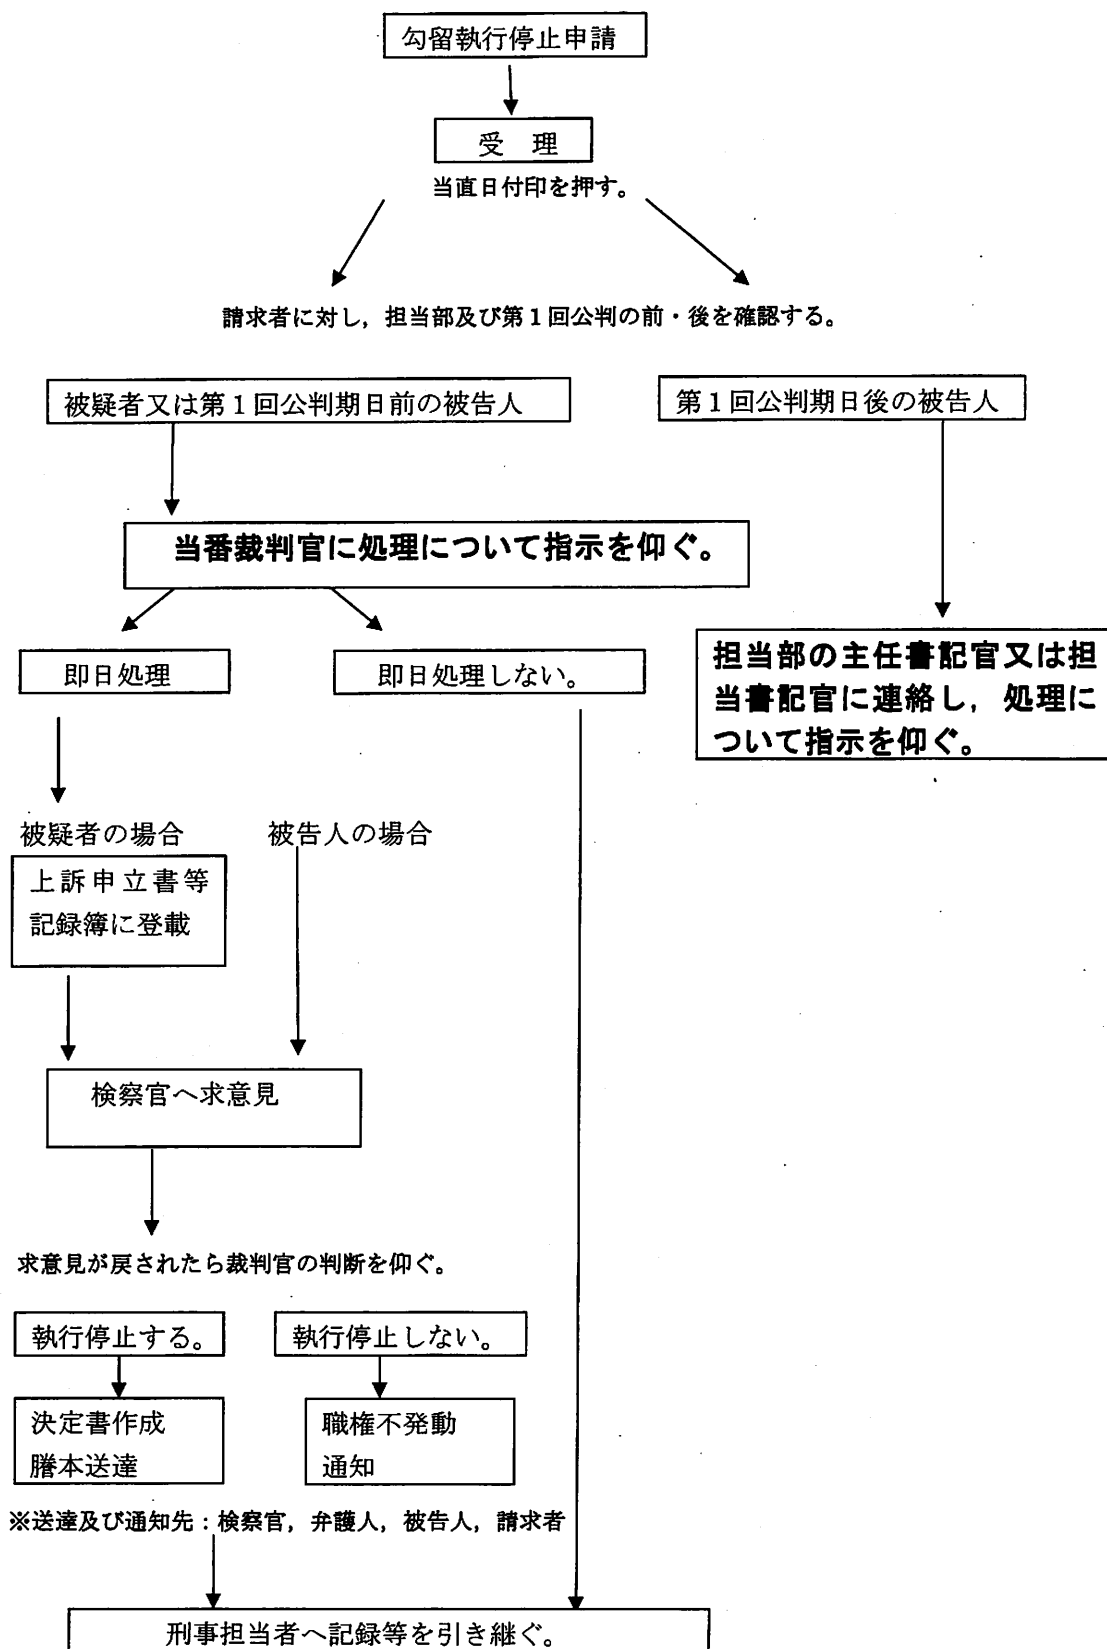 勾留執行停止申請
受　理
当直日付印を押す。
請求者に対し，担当部及び第１回公判の前・後を確認する。
被疑者又は第１回公判期日前の被告人
第１回公判期日後の被告人
当番裁判官に処理について指示を仰ぐ。
即日処理
即日処理しない。
担当部の主任書記官又は担
当書記官に連絡し，処理に
ついて指示を仰ぐ。
被疑者の場合
被告人の場合
上訴申立書等
記録簿に登載
検察官へ求意見
求意見が戻されたら裁判官の判断を仰ぐ。
執行停止する。
執行停止しない。
決定書作成
謄本送達
職権不発動
通知
※送達及び通知先：検察官，弁護人，被告人，請求者
刑事担当者へ記録等を引き継ぐ。